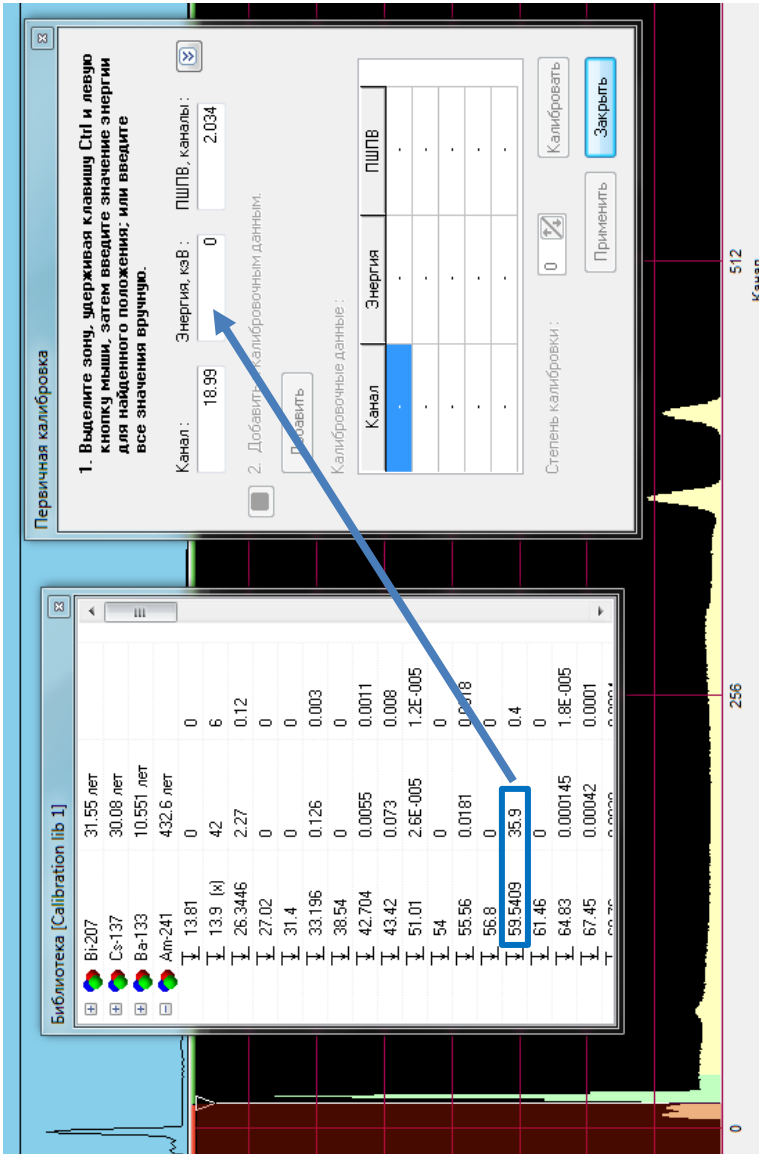 Библиотека [Calibration lib 1]
Bi-207 31.55 лет
Cs-137 30.08 лет
Ba-133 10.551 лет
Am-241 432.6 лет
13.81 0 0
13.9 (x) 42 6
26.3446 2.27 0.12
27.02 0 0
31.4 0 0
33.196 0.126 0.003
38.54 0 0
42.704 0.0055 0.0011
43.42 0.073 0.008
51.01 2.6E-005 1.2E-005
54 0 0
55.56 0.0181
56.8 0 0
59.5409 35.9 0.4
61.46 0 0
64.83 0.000145 1.8E-005
67.45 0.00042 0.0001
Первичная калибровка
1. Выделите зону, удерживая клавишу Ctrl и левую
кнопку мыши, затем введите значение энергии
для найденного положения; или введите
все значения вручную.
Канал : Энергия, кэВ : ПШПВ, каналы :
18.99 0 2.034
2. Добавить к калибровочным данным.
Добавить
Калибровочные данные :
Канал Энергия ПШПВ
- - -
- - -
- - -
- - -
- - -
Степень калибровки : 0 Калибровать
Применить Закрыть
0 256 512
Канал